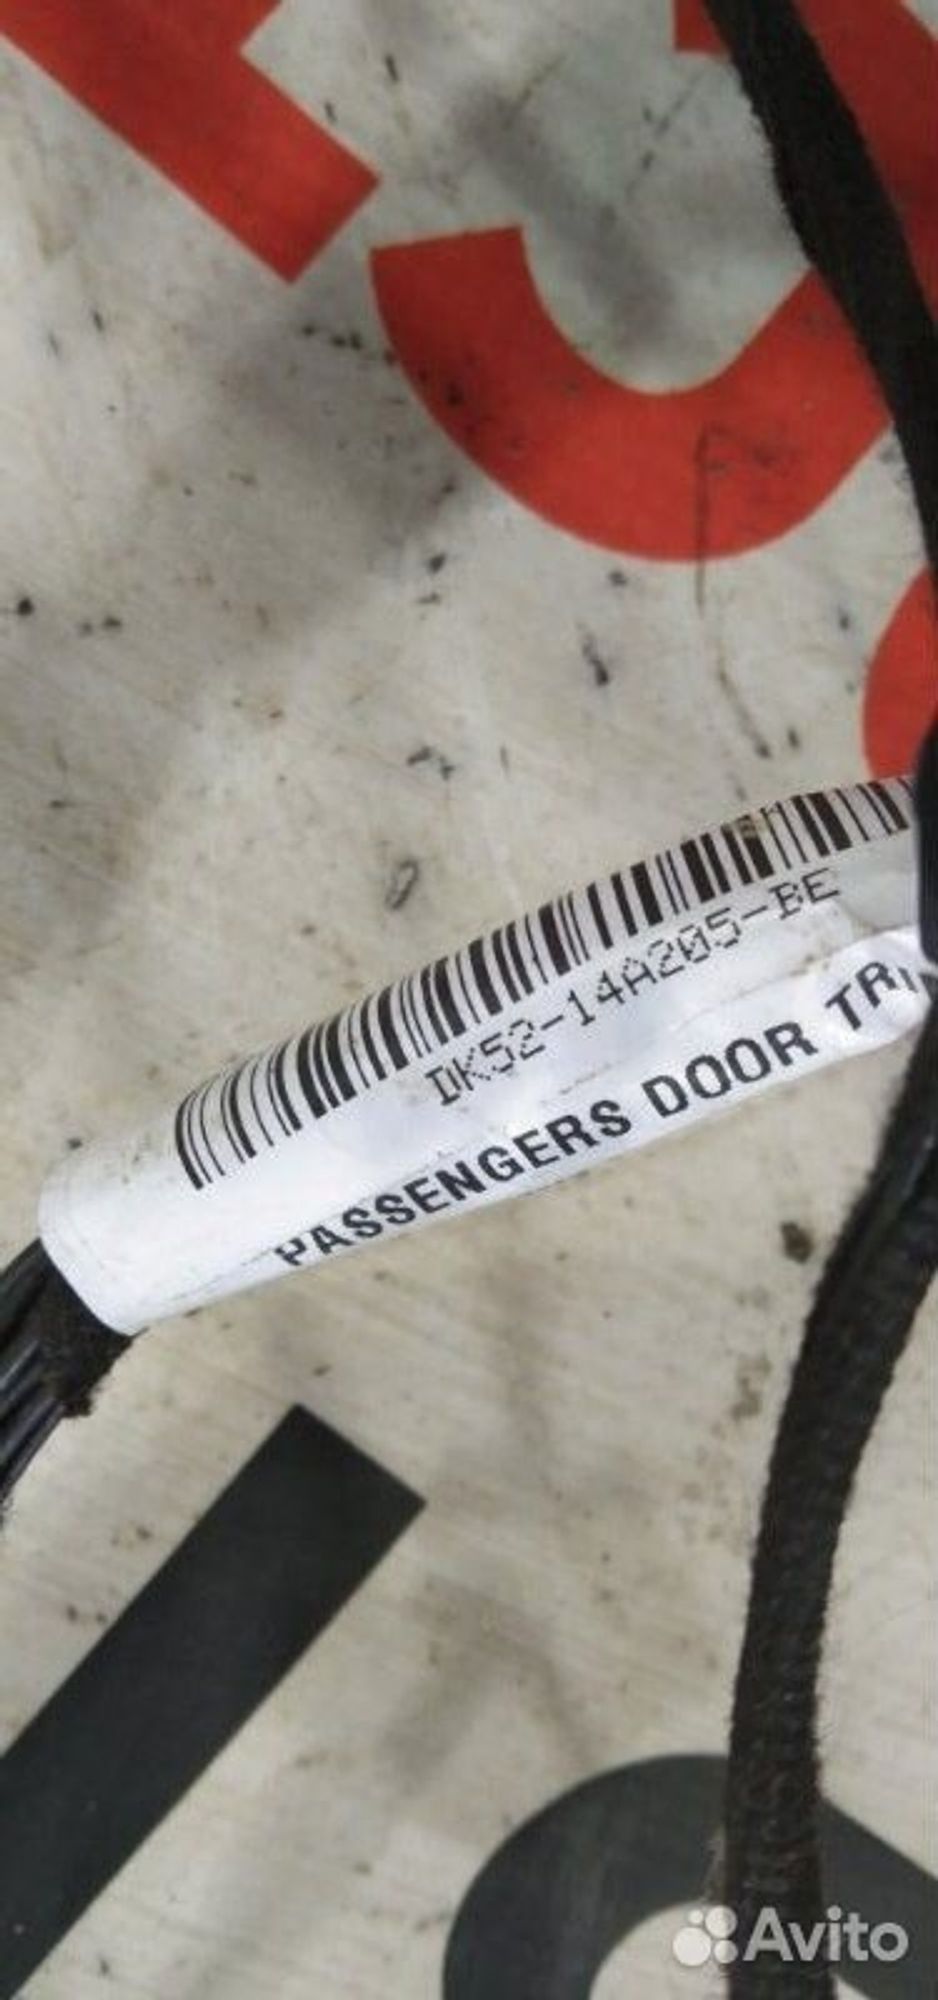 DK52-14A205-BE
PASSENGERS DOOR
Avito